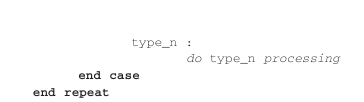 type_n :
do type_n processing
end case
end repeat